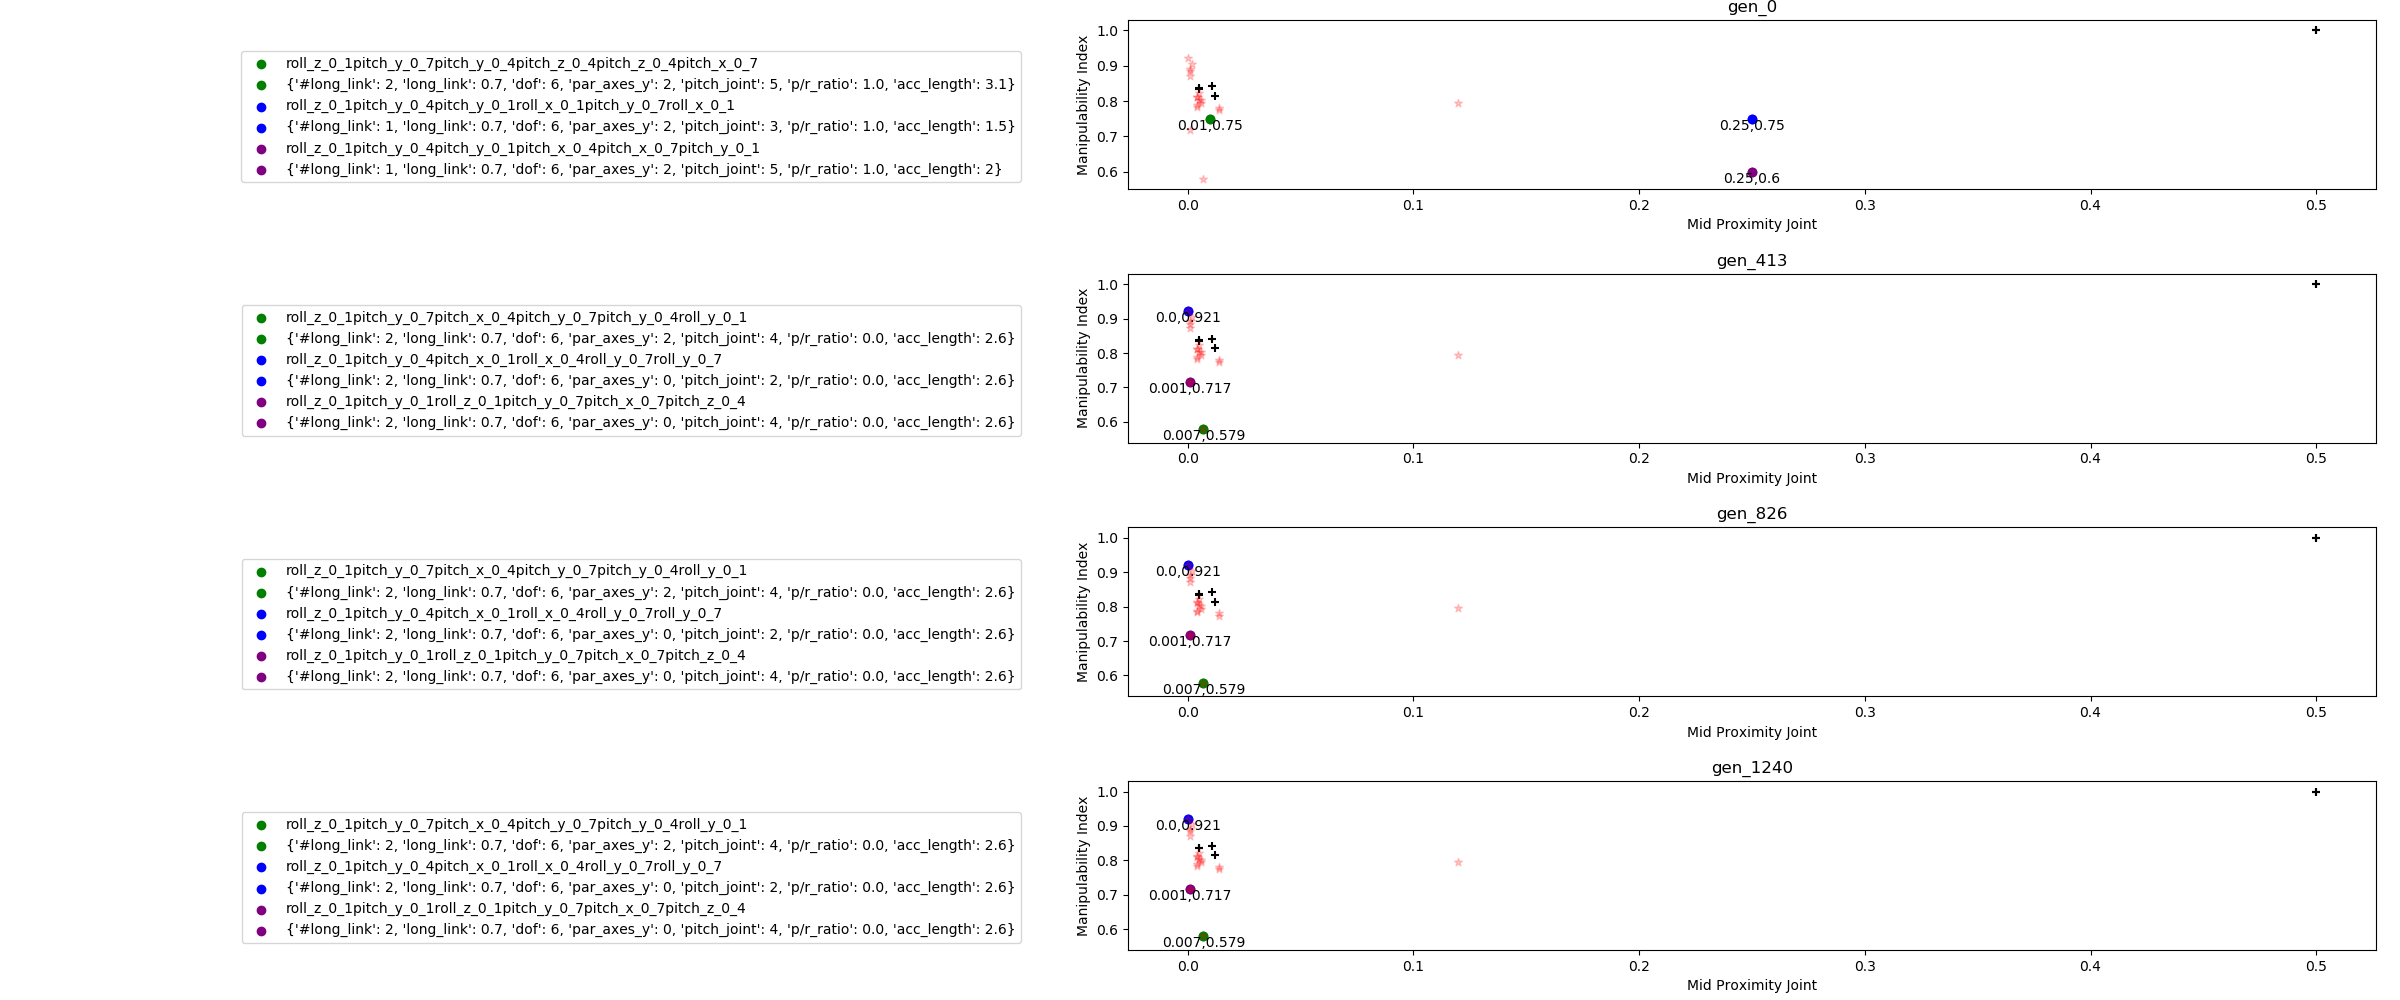 gen_0
roll_z_0_1pitch_y_0_7pitch_y_0_4pitch_z_0_4pitch_z_0_4pitch_x_0_7
{'#long_link': 2, 'long_link': 0.7, 'dof': 6, 'par_axes_y': 2, 'pitch_joint': 5, 'p/r_ratio': 1.0, 'acc_length': 3.1}
roll_z_0_1pitch_y_0_4pitch_y_0_1roll_x_0_1pitch_y_0_7roll_x_0_1
{'#long_link': 1, 'long_link': 0.7, 'dof': 6, 'par_axes_y': 2, 'pitch_joint': 3, 'p/r_ratio': 1.0, 'acc_length': 1.5}
roll_z_0_1pitch_y_0_4pitch_y_0_1pitch_x_0_4pitch_x_0_7pitch_y_0_1
{'#long_link': 1, 'long_link': 0.7, 'dof': 6, 'par_axes_y': 2, 'pitch_joint': 5, 'p/r_ratio': 1.0, 'acc_length': 2}
Manipulability Index
1.0
0.9
0.8
0.7
0.6
0.01,0.75
0.25,0.75
0.25,0.6
0.0 0.1 0.2 0.3 0.4 0.5
Mid Proximity Joint
gen_413
roll_z_0_1pitch_y_0_7pitch_x_0_4pitch_y_0_7pitch_y_0_4roll_y_0_1
{'#long_link': 2, 'long_link': 0.7, 'dof': 6, 'par_axes_y': 2, 'pitch_joint': 4, 'p/r_ratio': 0.0, 'acc_length': 2.6}
roll_z_0_1pitch_y_0_4pitch_x_0_1roll_x_0_4roll_y_0_7roll_y_0_7
{'#long_link': 2, 'long_link': 0.7, 'dof': 6, 'par_axes_y': 0, 'pitch_joint': 2, 'p/r_ratio': 0.0, 'acc_length': 2.6}
roll_z_0_1pitch_y_0_1roll_z_0_1pitch_y_0_7pitch_x_0_7pitch_z_0_4
{'#long_link': 2, 'long_link': 0.7, 'dof': 6, 'par_axes_y': 0, 'pitch_joint': 4, 'p/r_ratio': 0.0, 'acc_length': 2.6}
Manipulability Index
1.0
0.9
0.8
0.7
0.6
0.0,0.921
0.001,0.717
0.007,0.579
0.0 0.1 0.2 0.3 0.4 0.5
Mid Proximity Joint
gen_826
roll_z_0_1pitch_y_0_7pitch_x_0_4pitch_y_0_7pitch_y_0_4roll_y_0_1
{'#long_link': 2, 'long_link': 0.7, 'dof': 6, 'par_axes_y': 2, 'pitch_joint': 4, 'p/r_ratio': 0.0, 'acc_length': 2.6}
roll_z_0_1pitch_y_0_4pitch_x_0_1roll_x_0_4roll_y_0_7roll_y_0_7
{'#long_link': 2, 'long_link': 0.7, 'dof': 6, 'par_axes_y': 0, 'pitch_joint': 2, 'p/r_ratio': 0.0, 'acc_length': 2.6}
roll_z_0_1pitch_y_0_1roll_z_0_1pitch_y_0_7pitch_x_0_7pitch_z_0_4
{'#long_link': 2, 'long_link': 0.7, 'dof': 6, 'par_axes_y': 0, 'pitch_joint': 4, 'p/r_ratio': 0.0, 'acc_length': 2.6}
Manipulability Index
1.0
0.9
0.8
0.7
0.6
0.0,0.921
0.001,0.717
0.007,0.579
0.0 0.1 0.2 0.3 0.4 0.5
Mid Proximity Joint
gen_1240
roll_z_0_1pitch_y_0_7pitch_x_0_4pitch_y_0_7pitch_y_0_4roll_y_0_1
{'#long_link': 2, 'long_link': 0.7, 'dof': 6, 'par_axes_y': 2, 'pitch_joint': 4, 'p/r_ratio': 0.0, 'acc_length': 2.6}
roll_z_0_1pitch_y_0_4pitch_x_0_1roll_x_0_4roll_y_0_7roll_y_0_7
{'#long_link': 2, 'long_link': 0.7, 'dof': 6, 'par_axes_y': 0, 'pitch_joint': 2, 'p/r_ratio': 0.0, 'acc_length': 2.6}
roll_z_0_1pitch_y_0_1roll_z_0_1pitch_y_0_7pitch_x_0_7pitch_z_0_4
{'#long_link': 2, 'long_link': 0.7, 'dof': 6, 'par_axes_y': 0, 'pitch_joint': 4, 'p/r_ratio': 0.0, 'acc_length': 2.6}
Manipulability Index
1.0
0.9
0.8
0.7
0.6
0.0,0.921
0.001,0.717
0.007,0.579
0.0 0.1 0.2 0.3 0.4 0.5
Mid Proximity Joint